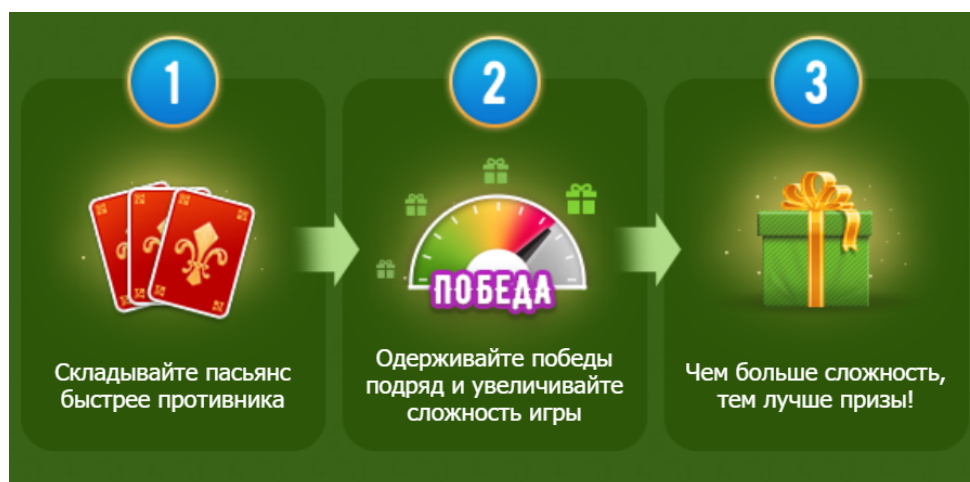 1
2
3
ПОБЕДА
Складывайте пасьянс
быстрее противника
Одерживайте победы
подряд и увеличивайте
сложность игры
Чем больше сложность,
тем лучше призы!